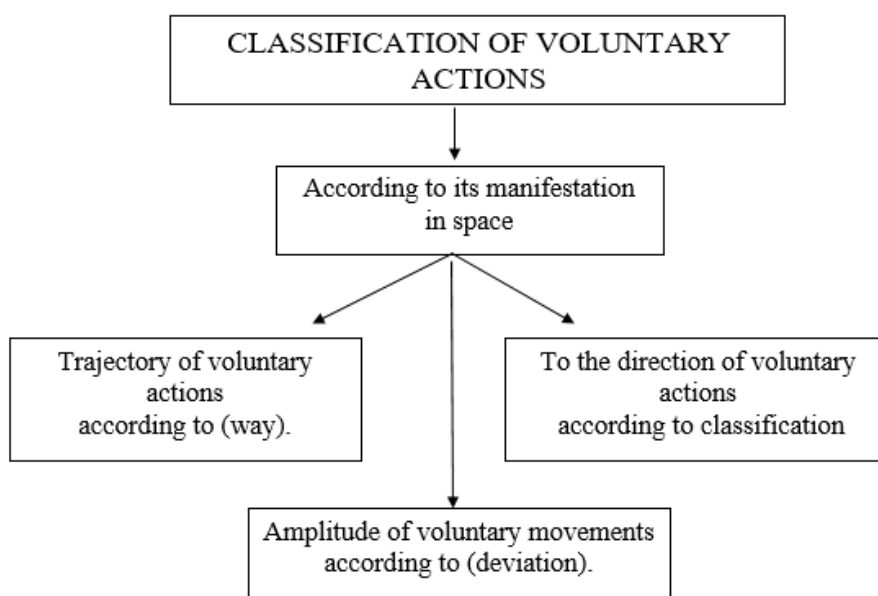 CLASSIFICATION OF VOLUNTARY
ACTIONS
According to its manifestation
in space
Trajectory of voluntary
actions
according to (way).
To the direction of voluntary
actions
according to classification
Amplitude of voluntary movements
according to (deviation).